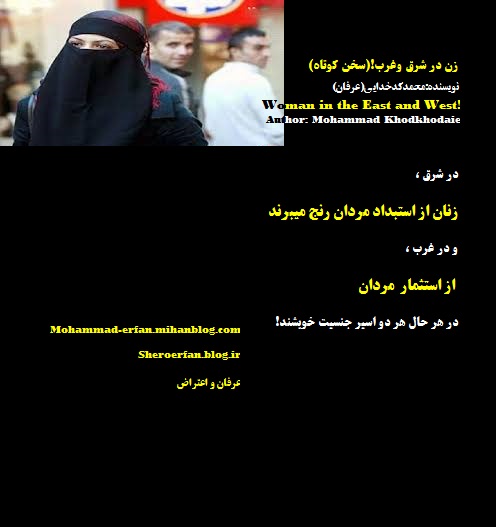 زن در شرق وغرب!(سخن کوتاه)
نویسنده:محمدکدخدایی(عرفان)
Woman in the East and West!
Author: Mohammad Khodkhodaie
در شرق ،
زنان از استبداد مردان رنج میبرند
و در غرب ،
از استثمار مردان
در هر حال هر دو اسیر جنسیت خویشند!
Mohammad-erfan.mihanblog.com
Sheroerfan.blog.ir
عرفان و اعتراض